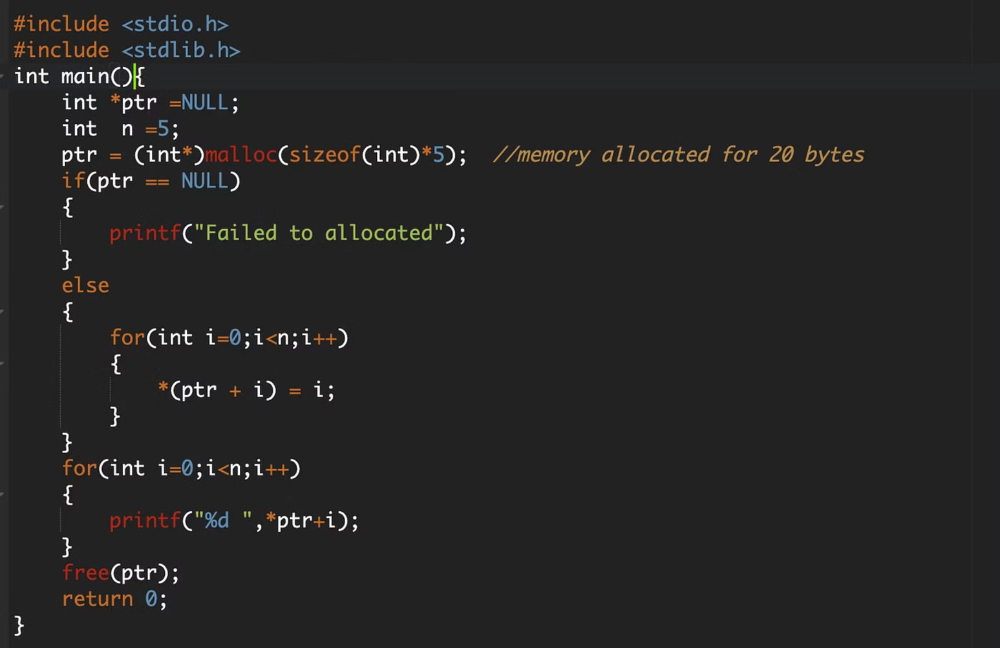 #include <stdio.h>
#include <stdlib.h>
int main(){
    int *ptr =NULL;
    int  n =5;
    ptr = (int*)malloc(sizeof(int)*5);  //memory allocated for 20 bytes
    if(ptr == NULL)
    {
        printf("Failed to allocated");
    }
    else
    {
        for(int i=0;i<n;i++)
        {
            *(ptr + i) = i;
        }
    }
    for(int i=0;i<n;i++)
    {
        printf("%d ",*ptr+i);
    }
    free(ptr);
    return 0;
}